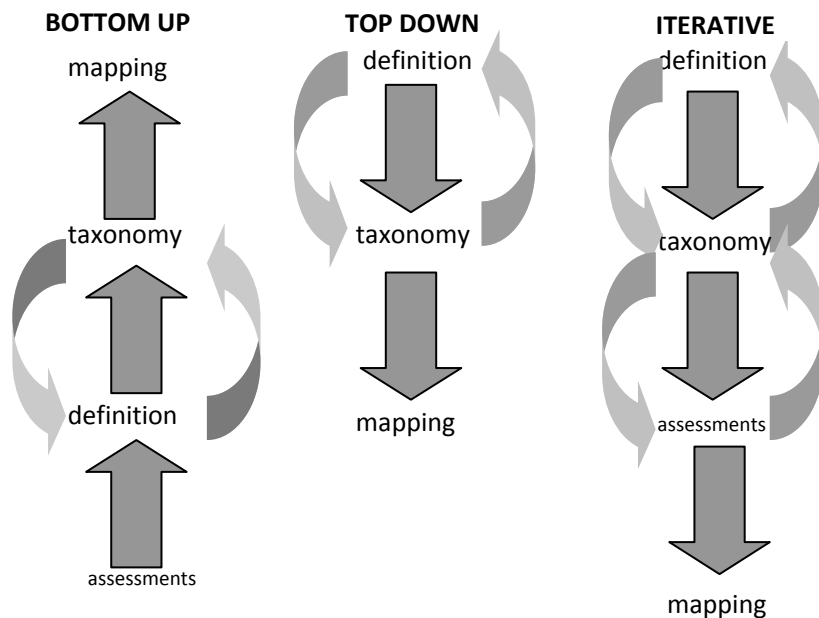 BOTTOM UP
mapping
taxonomy
definition
assessments
TOP DOWN
definition
taxonomy
mapping
ITERATIVE
definition
taxonomy
assessments
mapping